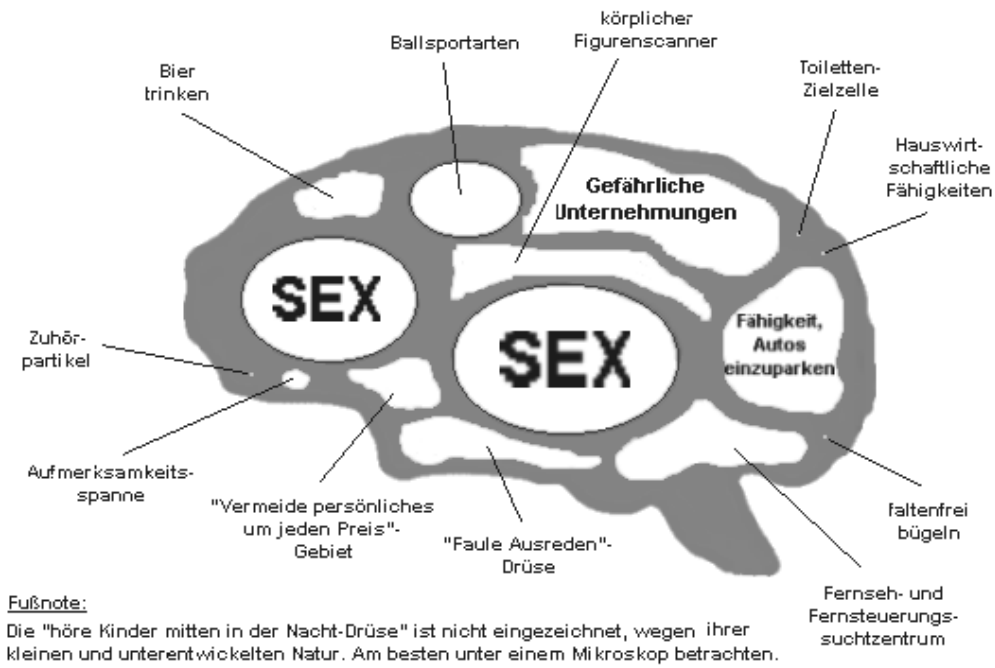 körplicher
Figurenscanner
Ballsportarten
Bier
trinken
Toiletten-
Zielzelle
Hauswirt-
schaftliche
Fähigkeiten
Gefährliche
Unternehmungen
SEX
SEX
Fähigkeit,
Autos
einzuparken
Zuhör-
partikel
Aufmerksamkeits-
spanne
"Vermeide persönliches
um jeden Preis"-
Gebiet
"Faule Ausreden"-
Drüse
faltenfrei
bügeln
Fernseh- und
Fernsteuerungs-
suchtzentrum
Fußnote:
Die "höre Kinder mitten in der Nacht-Drüse" ist nicht eingezeichnet, wegen ihrer
kleinen und unterentwickelten Natur. Am besten unter einem Mikroskop betrachten.